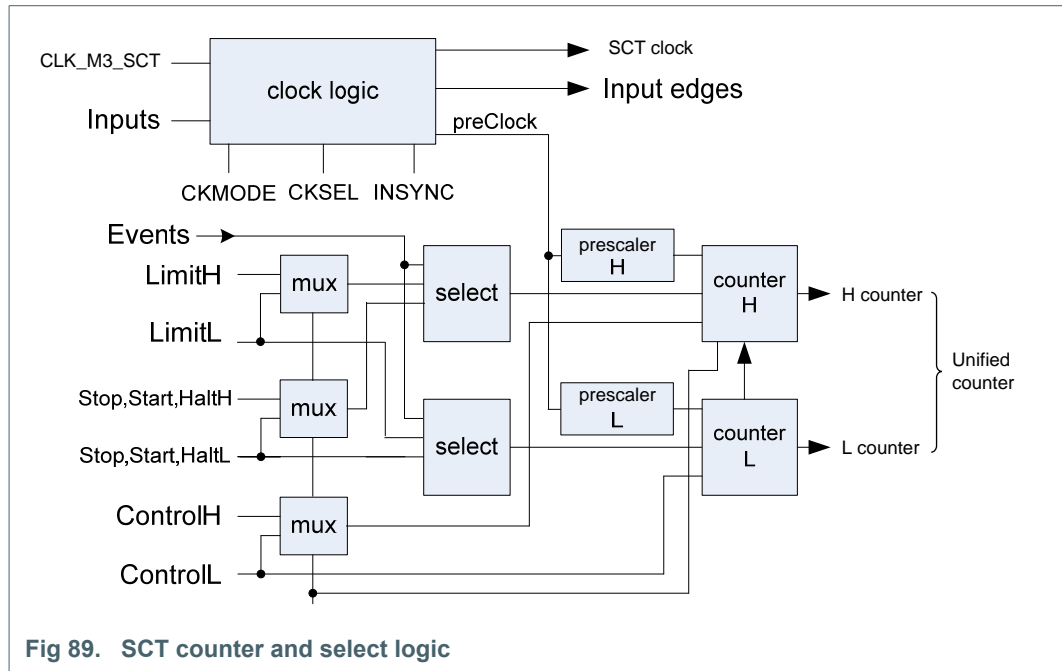 CLK_M3_SCT
Inputs
clock logic
SCT clock
Input edges
preClock
CKMODE CKSEL INSYNC
Events
LimitH
LimitL
Stop,Start,HaltH
Stop,Start,HaltL
ControlH
ControlL
mux
mux
mux
select
select
prescaler
H
prescaler
L
counter
H
counter
L
H counter
L counter
Unified
counter
Fig 89. SCT counter and select logic